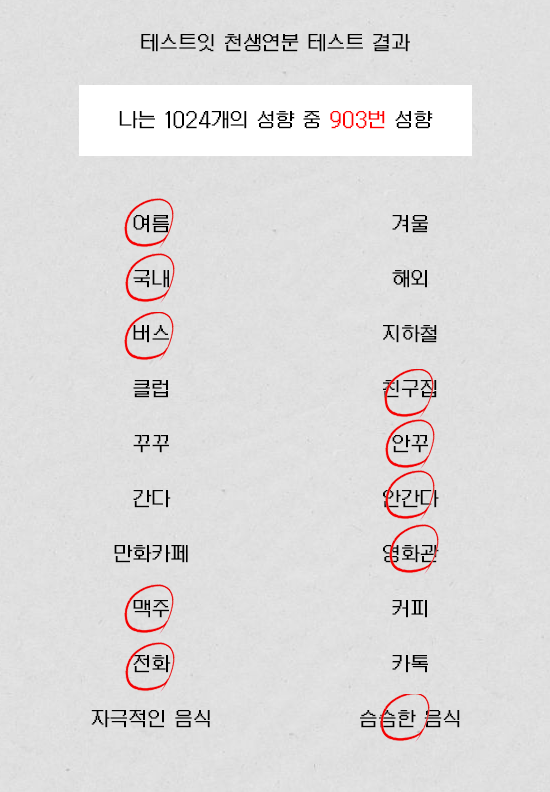 테스트잇 천생연분 테스트 결과
나는 1024개의 성향 중 903번 성향
여름 겨울
국내 해외
버스 지하철
클럽 친구집
꾸꾸 안꾸
간다 안간다
만화카페 영화관
맥주 커피
전화 카톡
자극적인 음식 슴슴한 음식